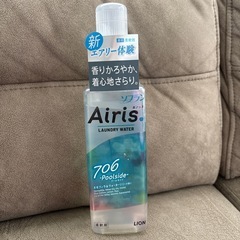 新
エアリー体験
香りかろやか、
着心地さらり。
ソフラン
Airis
LAUNDRY WATER
706
-Poolside-
LION